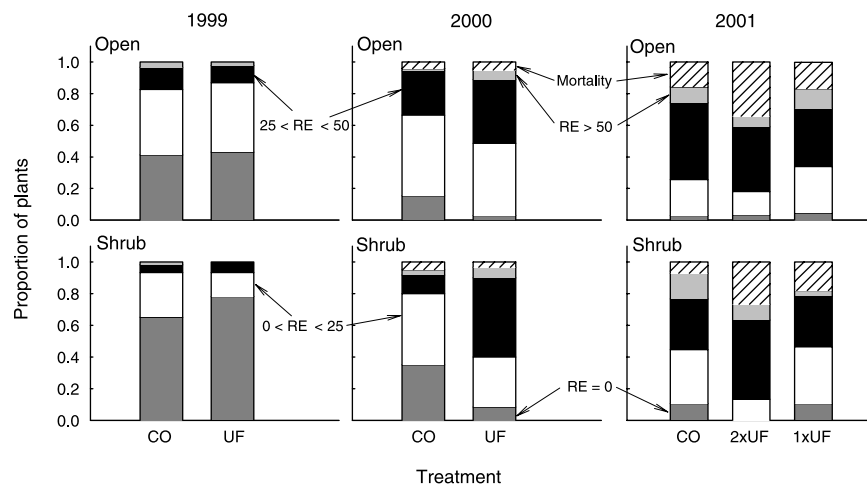 1999 2000 2001
Open Open Open
1.0
0.8
0.6
0.4
0.2
0.0
Mortality
25 < RE < 50
RE > 50
Shrub Shrub Shrub
1.0
0.8
0.6
0.4
0.2
0.0
0 < RE < 25
RE = 0
CO UF CO UF CO 2xUF 1xUF
Proportion of plants
Treatment